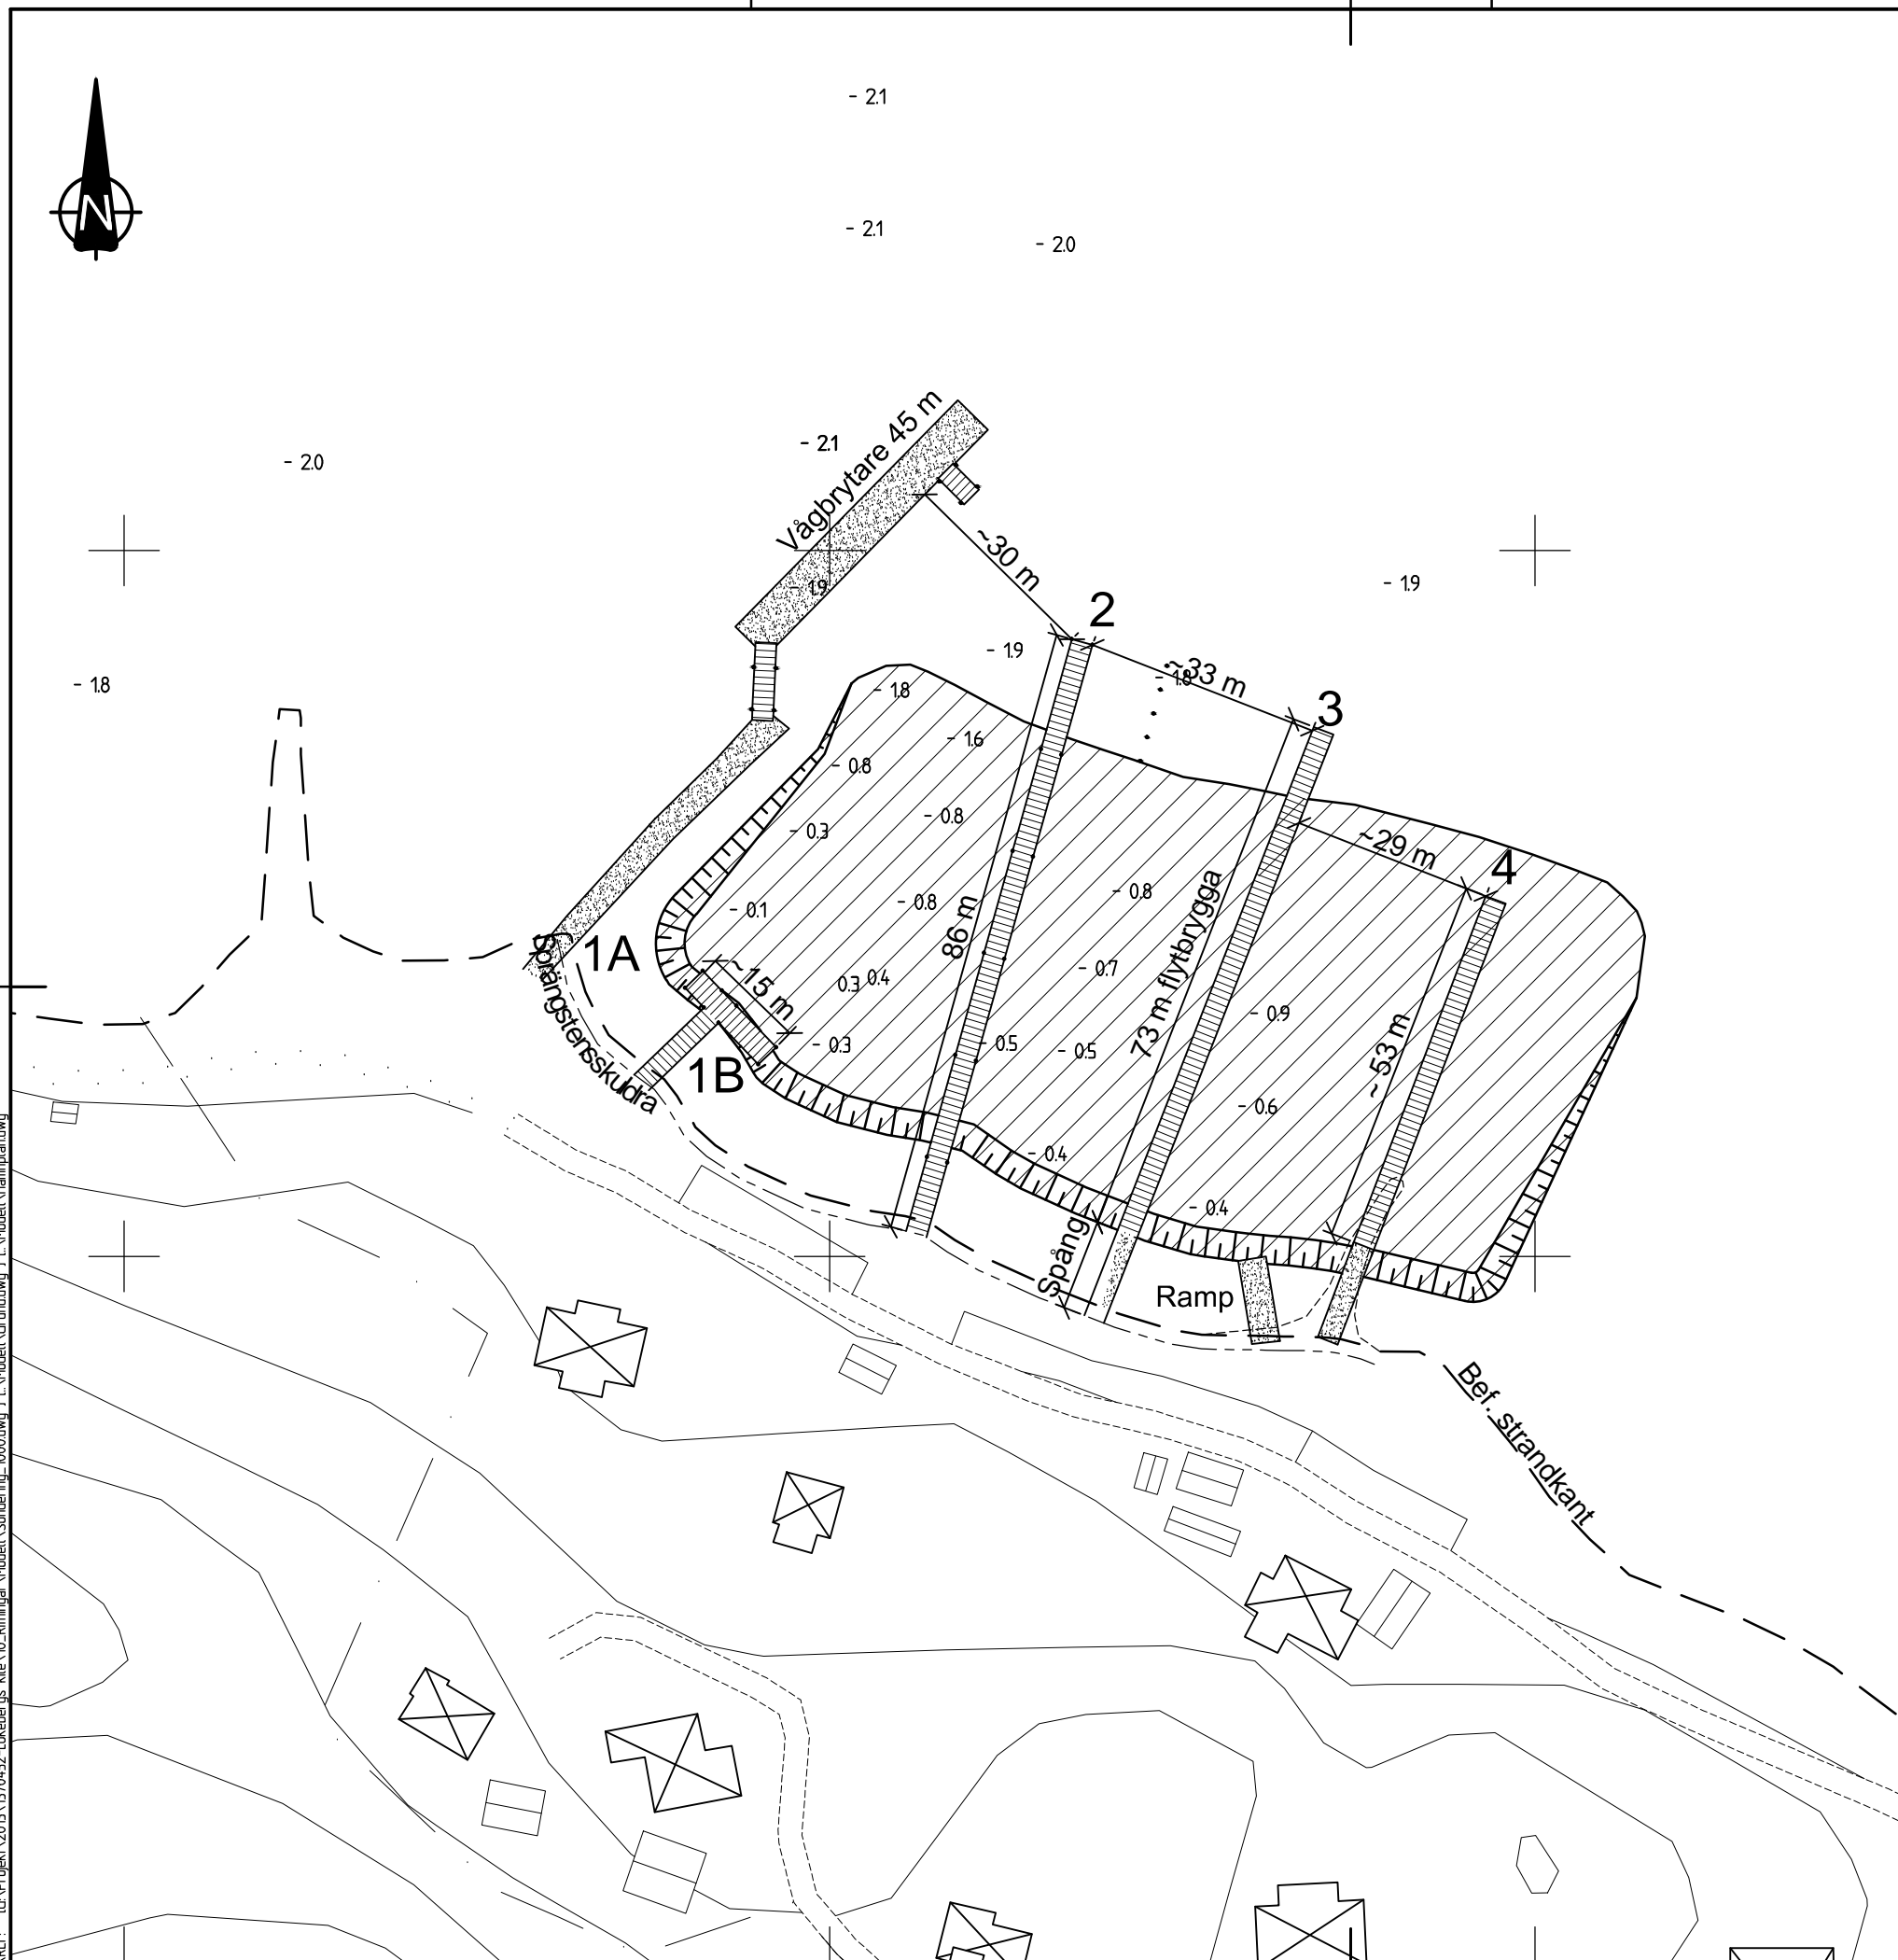 - 2.1
N
- 2.1
- 2.0
Vågbrytare 45 m
- 2.1
- 2.0
~30 m
- 1.9
- 1.9
2
- 1.9
~33 m
- 1.8
- 1.8
- 1.8
3
- 1.6
- 0.8
- 0.3
- 0.8
~29 m
4
- 0.8
- 0.8
- 0.1
86 m
73 m flytbrygga
1A
~15 m
0.3
0.4
- 0.7
- 0.9
Sprängstensskuldra
- 0.3
- 0.5
- 0.5
~ 53 m
1B
- 0.6
- 0.4
- 0.4
Spång
Ramp
Bef. strandkant